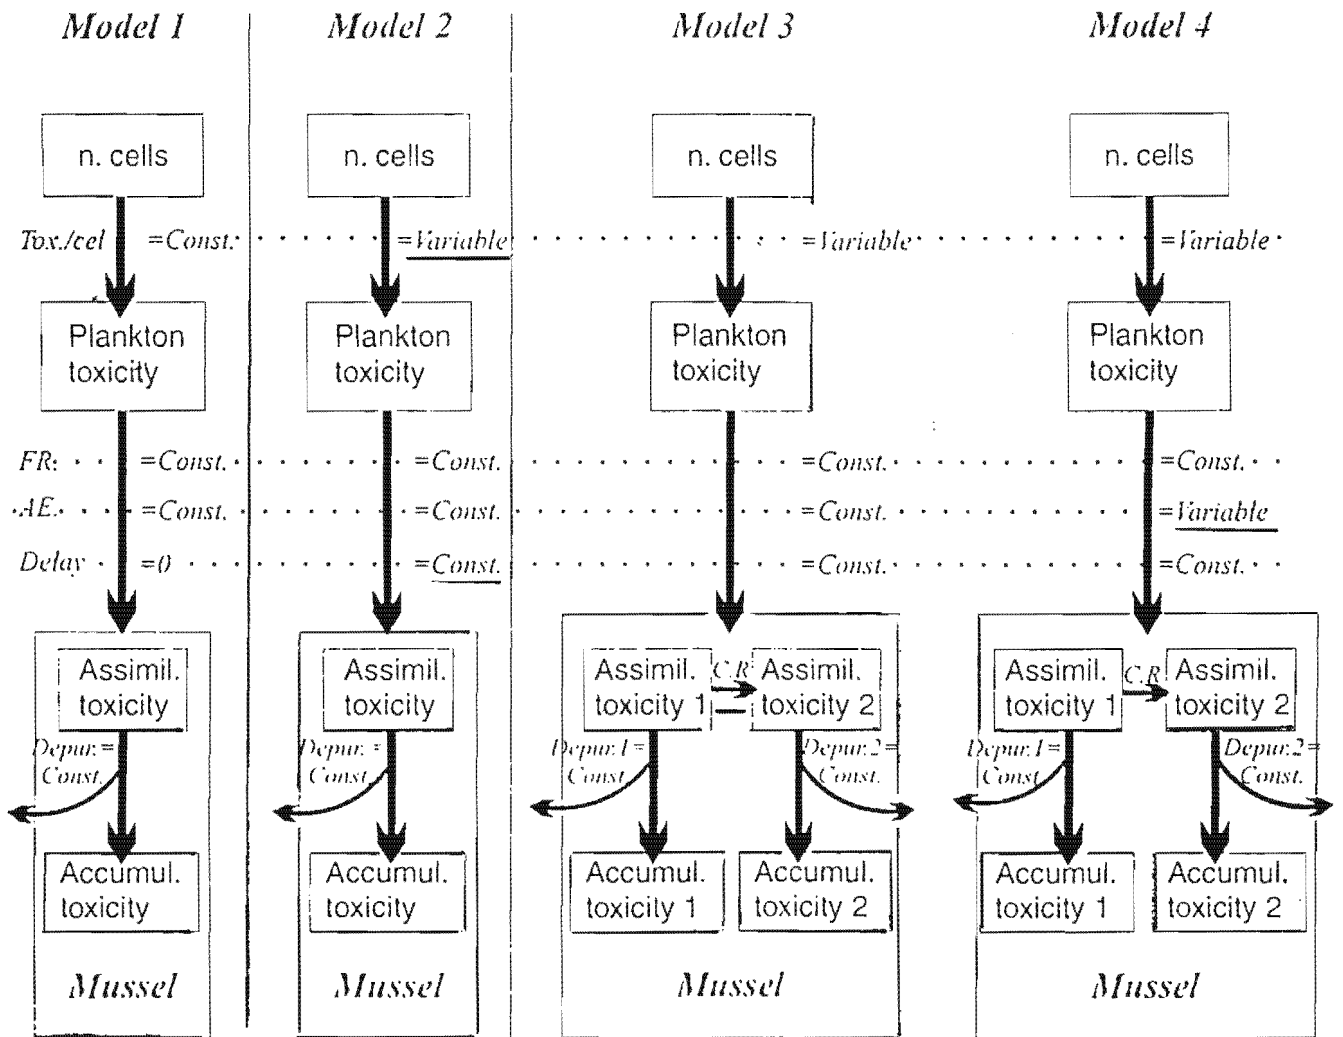 Model 1 Model 2 Model 3 Model 4
n. cells n. cells n. cells n. cells
Tox./cel =Const. =Variable =Variable =Variable
Plankton Plankton Plankton Plankton
toxicity toxicity toxicity toxicity
FR: =Const. =Const. =Const. =Const.
AE. =Const. =Const. =Const. =Variable
Delay =0 =Const. =Const. =Const.
Assimil. Assimil. Assimil. C.R Assimil. Assimil. C.R Assimil.
toxicity toxicity toxicity 1 toxicity 2 toxicity 1 toxicity 2
Depur.= Depur.= Depur.1= Depur.2= Depur.1= Depur.2=
Const. Const. Const. Const. Const. Const.
Accumul. Accumul. Accumul. Accumul. Accumul. Accumul.
toxicity toxicity toxicity 1 toxicity 2 toxicity 1 toxicity 2
Mussel Mussel Mussel Mussel